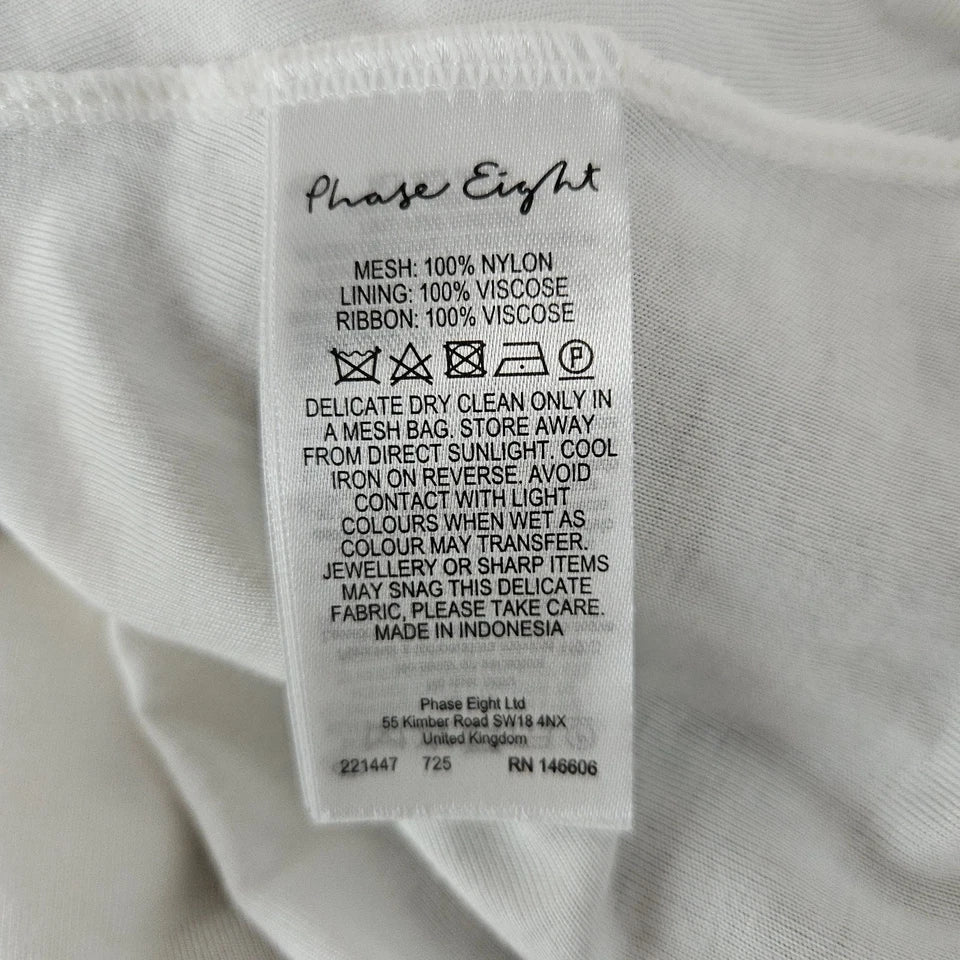 Phase Eight
MESH: 100% NYLON
LINING: 100% VISCOSE
RIBBON: 100% VISCOSE
P
DELICATE DRY CLEAN ONLY IN
A MESH BAG. STORE AWAY
FROM DIRECT SUNLIGHT. COOL
IRON ON REVERSE. AVOID
CONTACT WITH LIGHT
COLOURS WHEN WET AS
COLOUR MAY TRANSFER.
JEWELLERY OR SHARP ITEMS
MAY SNAG THIS DELICATE
FABRIC, PLEASE TAKE CARE.
MADE IN INDONESIA
Phase Eight Ltd
55 Kimber Road SW18 4NX
United Kingdom
221447 725 RN 146606